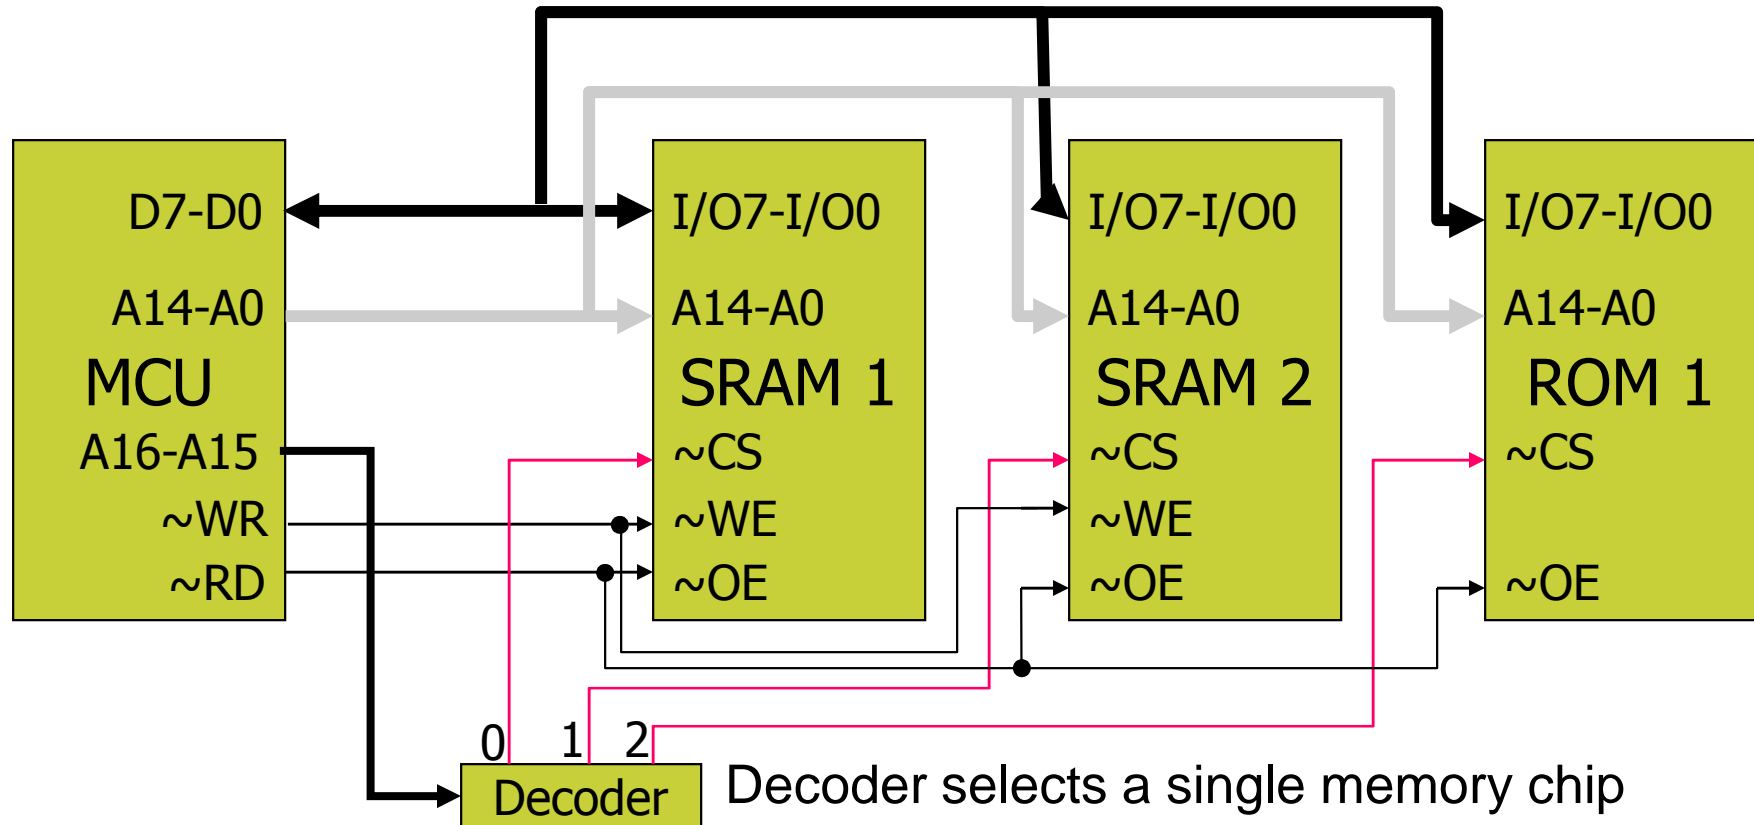 D7-D0
A14-A0
MCU
A16-A15
~WR
~RD
I/O7-I/O0
A14-A0
SRAM 1
~CS
~WE
~OE
I/O7-I/O0
A14-A0
SRAM 2
~CS
~WE
~OE
I/O7-I/O0
A14-A0
ROM 1
~CS
~OE
0 1 2
Decoder
Decoder selects a single memory chip